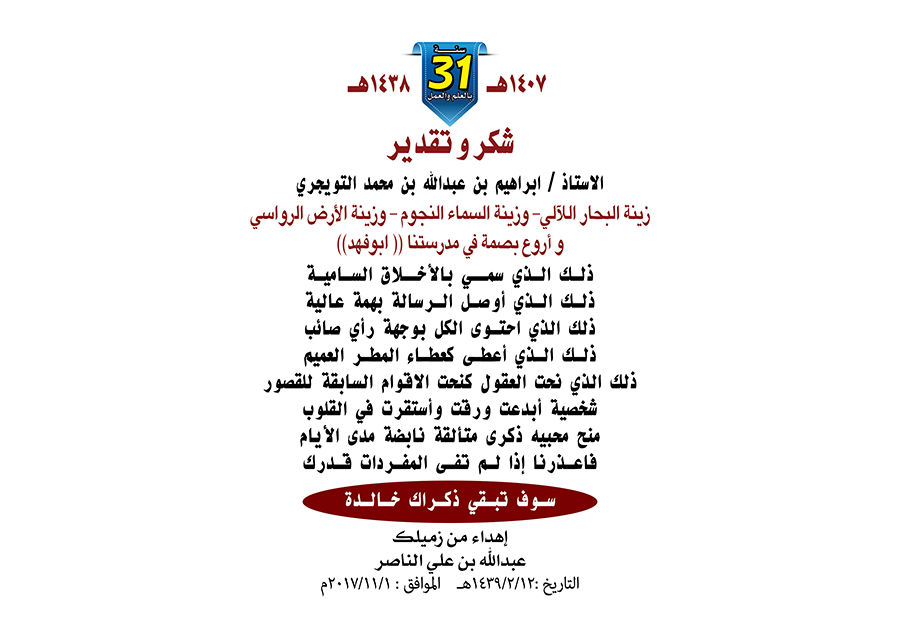 سنة
31
بالعلم والعمل
١٤٠٧هـ ١٤٣٨هـ
شكر و تقدير
الاستاذ / ابراهيم بن عبدالله بن محمد التويجري
زينة البحار اللآلي - وزينة السماء النجوم - وزينة الأرض الرواسي
و أروع بصمة في مدرستنا (( ابوفهد))
ذلك الذي سمي بالأخلاق السامية
ذلك الذي أوصل الرسالة بهمة عالية
ذلك الذي احتوى الكل بوجهة رأي صائب
ذلك الذي أعطى كعطاء المطر العميم
ذلك الذي نحت العقول كنحت الاقوام السابقة للقصور
شخصية أبدعت ورقت وأستقرت في القلوب
منح محبيه ذكرى متألقة نابضة مدى الأيام
فاعذرنا إذا لم تفى المفردات قدرك
سوف تبقي ذكراك خالدة
إهداء من زميلك
عبدالله بن علي الناصر
التاريخ :١٤٣٩/٢/١٢هـ الموافق : ٢٠١٧/١١/١م